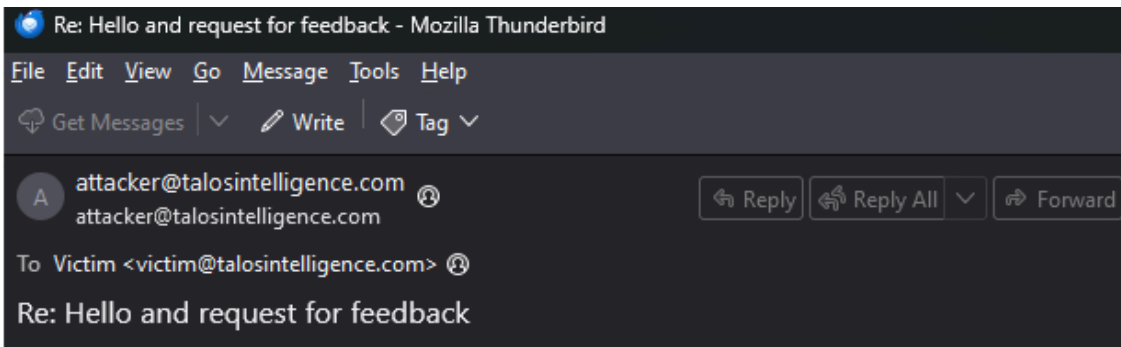 Re: Hello and request for feedback - Mozilla Thunderbird
File Edit View Go Message Tools Help
Get Messages Write Tag
A attacker@talosintelligence.com
attacker@talosintelligence.com
Reply Reply All Forward
To Victim <victim@talosintelligence.com>
Re: Hello and request for feedback